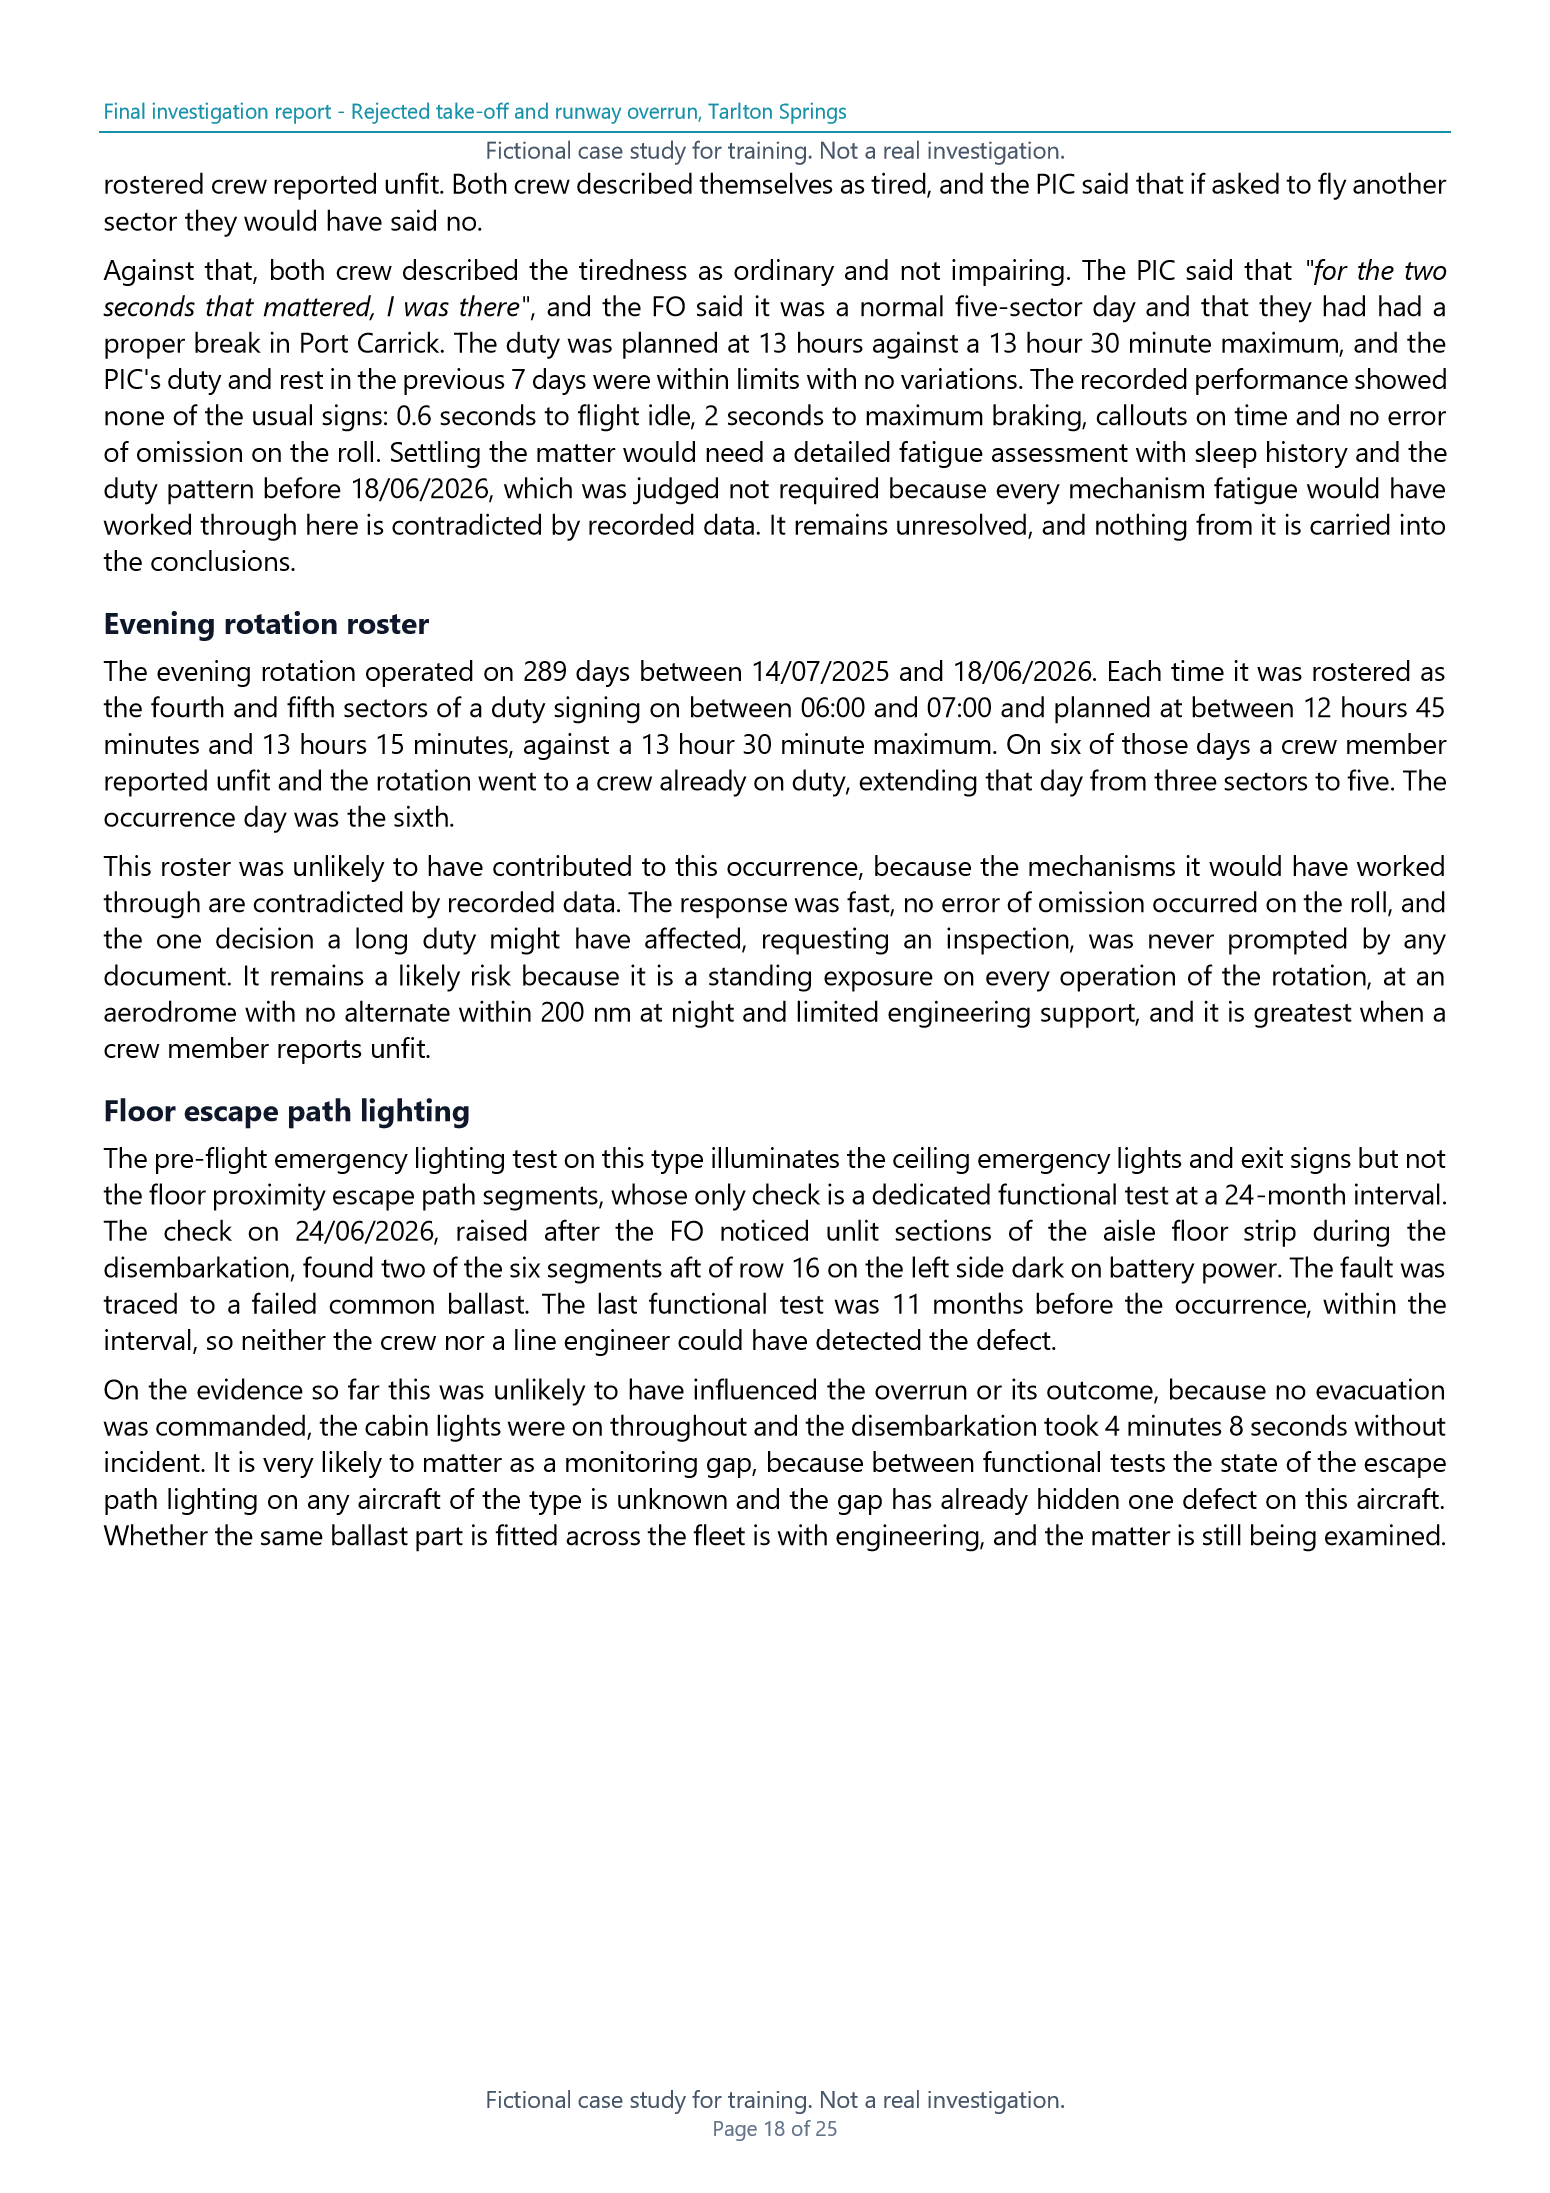 Final investigation report - Rejected take-off and runway overrun, Tarlton Springs
Fictional case study for training. Not a real investigation.
rostered crew reported unfit. Both crew described themselves as tired, and the PIC said that if asked to fly another
sector they would have said no.
Against that, both crew described the tiredness as ordinary and not impairing. The PIC said that "for the two
seconds that mattered, I was there", and the FO said it was a normal five-sector day and that they had had a
proper break in Port Carrick. The duty was planned at 13 hours against a 13 hour 30 minute maximum, and the
PIC's duty and rest in the previous 7 days were within limits with no variations. The recorded performance showed
none of the usual signs: 0.6 seconds to flight idle, 2 seconds to maximum braking, callouts on time and no error
of omission on the roll. Settling the matter would need a detailed fatigue assessment with sleep history and the
duty pattern before 18/06/2026, which was judged not required because every mechanism fatigue would have
worked through here is contradicted by recorded data. It remains unresolved, and nothing from it is carried into
the conclusions.
Evening rotation roster
The evening rotation operated on 289 days between 14/07/2025 and 18/06/2026. Each time it was rostered as
the fourth and fifth sectors of a duty signing on between 06:00 and 07:00 and planned at between 12 hours 45
minutes and 13 hours 15 minutes, against a 13 hour 30 minute maximum. On six of those days a crew member
reported unfit and the rotation went to a crew already on duty, extending that day from three sectors to five. The
occurrence day was the sixth.
This roster was unlikely to have contributed to this occurrence, because the mechanisms it would have worked
through are contradicted by recorded data. The response was fast, no error of omission occurred on the roll, and
the one decision a long duty might have affected, requesting an inspection, was never prompted by any
document. It remains a likely risk because it is a standing exposure on every operation of the rotation, at an
aerodrome with no alternate within 200 nm at night and limited engineering support, and it is greatest when a
crew member reports unfit.
Floor escape path lighting
The pre-flight emergency lighting test on this type illuminates the ceiling emergency lights and exit signs but not
the floor proximity escape path segments, whose only check is a dedicated functional test at a 24-month interval.
The check on 24/06/2026, raised after the FO noticed unlit sections of the aisle floor strip during the
disembarkation, found two of the six segments aft of row 16 on the left side dark on battery power. The fault was
traced to a failed common ballast. The last functional test was 11 months before the occurrence, within the
interval, so neither the crew nor a line engineer could have detected the defect.
On the evidence so far this was unlikely to have influenced the overrun or its outcome, because no evacuation
was commanded, the cabin lights were on throughout and the disembarkation took 4 minutes 8 seconds without
incident. It is very likely to matter as a monitoring gap, because between functional tests the state of the escape
path lighting on any aircraft of the type is unknown and the gap has already hidden one defect on this aircraft.
Whether the same ballast part is fitted across the fleet is with engineering, and the matter is still being examined.
Fictional case study for training. Not a real investigation.
Page 18 of 25